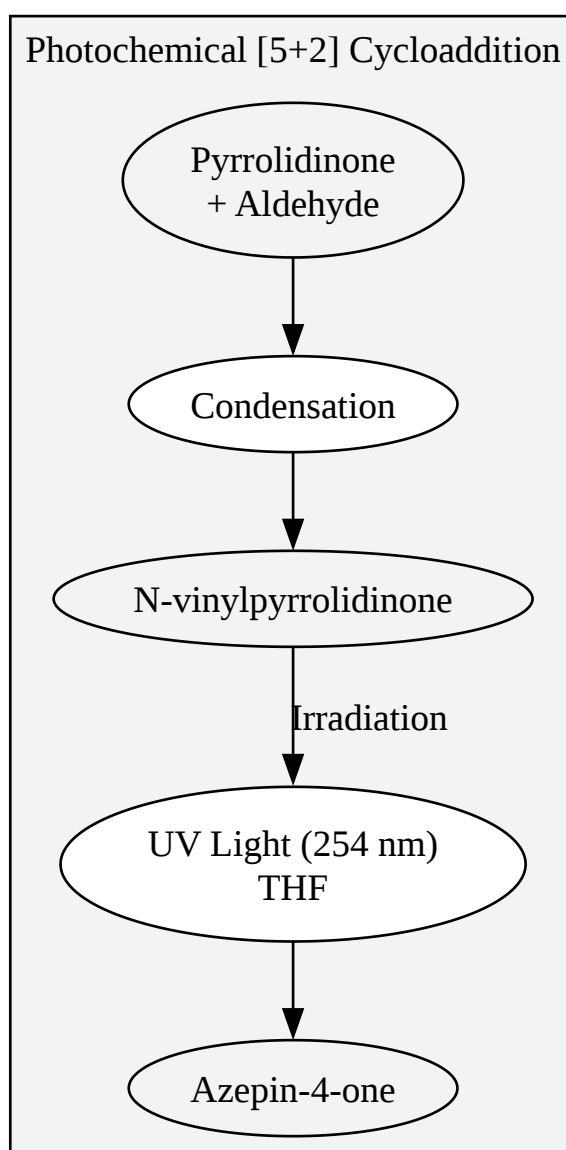 Photochemical [5+2] Cycloaddition
Pyrrolidinone
+ Aldehyde
Condensation
N-vinylpyrrolidinone
Irradiation
UV Light (254 nm)
THF
Azepin-4-one